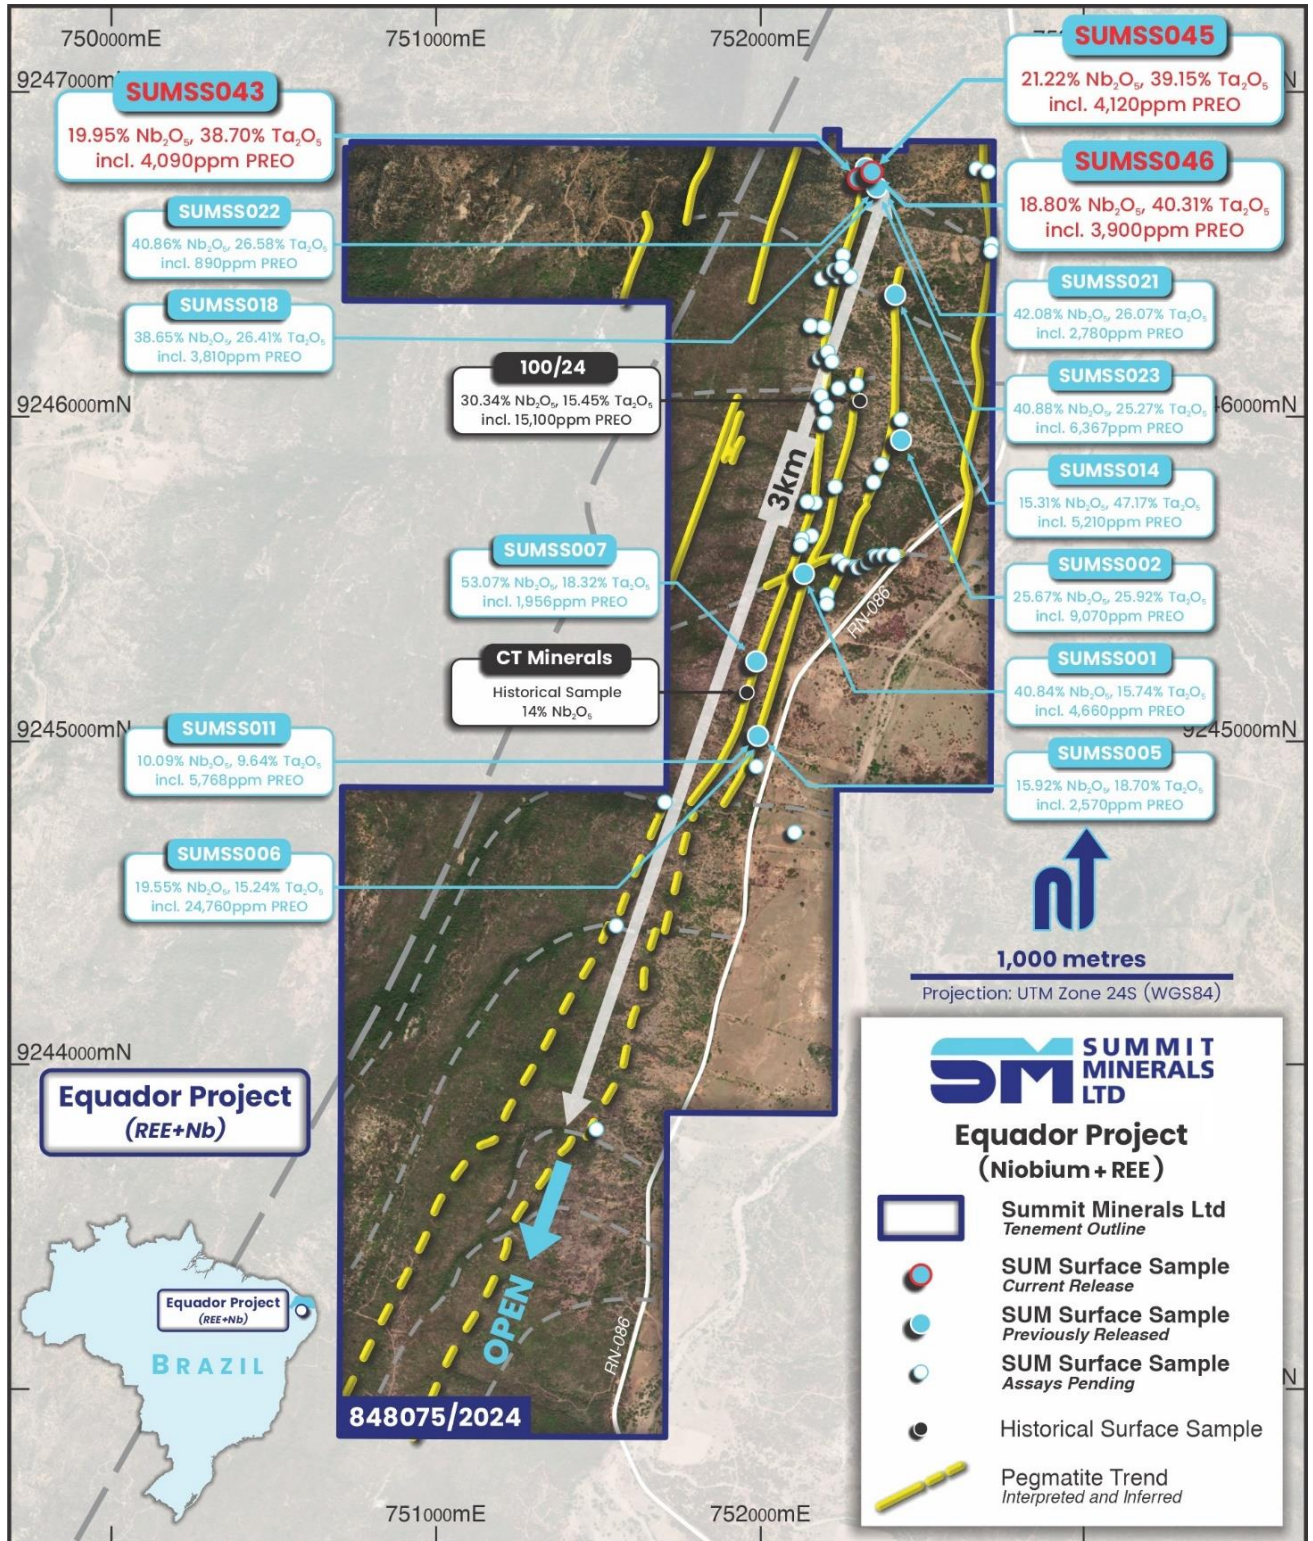 750000mE
751000mE
752000mE
9247000mN
SUMSS043
19.95% Nb₂O₅, 38.70% Ta₂O₅
incl. 4,090ppm PREO
SUMSS045
21.22% Nb₂O₅, 39.15% Ta₂O₅
incl. 4,120ppm PREO
SUMSS046
18.80% Nb₂O₅, 40.31% Ta₂O₅
incl. 3,900ppm PREO
SUMSS022
40.86% Nb₂O₅, 26.58% Ta₂O₅
incl. 890ppm PREO
SUMSS018
38.65% Nb₂O₅, 26.41% Ta₂O₅
incl. 3,810ppm PREO
SUMSS021
42.08% Nb₂O₅, 26.07% Ta₂O₅
incl. 2,780ppm PREO
100/24
30.34% Nb₂O₅, 15.45% Ta₂O₅
incl. 15,100ppm PREO
SUMSS023
40.88% Nb₂O₅, 25.27% Ta₂O₅
incl. 6,367ppm PREO
46000mN
3km
SUMSS014
15.31% Nb₂O₅, 47.17% Ta₂O₅
incl. 5,210ppm PREO
SUMSS007
53.07% Nb₂O₅, 18.32% Ta₂O₅
incl. 1,956ppm PREO
SUMSS002
25.67% Nb₂O₅, 25.92% Ta₂O₅
incl. 9,070ppm PREO
RN-086
CT Minerals
Historical Sample
14% Nb₂O₅
SUMSS001
40.84% Nb₂O₅, 15.74% Ta₂O₅
incl. 4,660ppm PREO
SUMSS011
10.09% Nb₂O₅, 9.64% Ta₂O₅
incl. 5,768ppm PREO
9245000mN
SUMSS005
15.92% Nb₂O₅, 18.70% Ta₂O₅
incl. 2,570ppm PREO
SUMSS006
19.55% Nb₂O₅, 15.24% Ta₂O₅
incl. 24,760ppm PREO
1,000 metres
Projection: UTM Zone 24S (WGS84)
9244000mN
Equador Project
(REE+Nb)
Equador Project
(REE+Nb)
BRAZIL
OPEN
RN-086
848075/2024
SM SUMMIT
MINERALS
LTD
Equador Project
(Niobium + REE)
Summit Minerals Ltd
Tenement Outline
SUM Surface Sample
Current Release
SUM Surface Sample
Previously Released
SUM Surface Sample
Assays Pending
Historical Surface Sample
Pegmatite Trend
Interpreted and Inferred
N
751000mE
752000mE